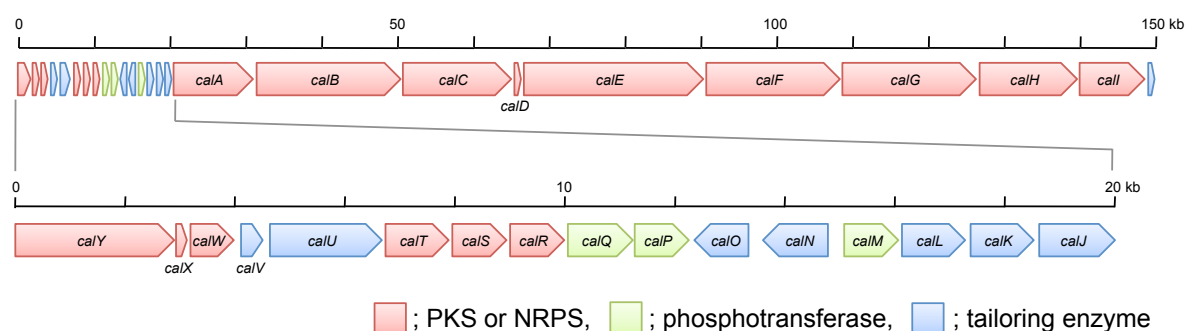 0 50 100 150 kb
calA calB calC calE calF calG calH calI
calD
0 10 20 kb
calY calW calU calT calS calR calQ calP calO calN calM calL calK calJ
calX calV
; PKS or NRPS, ; phosphotransferase, ; tailoring enzyme